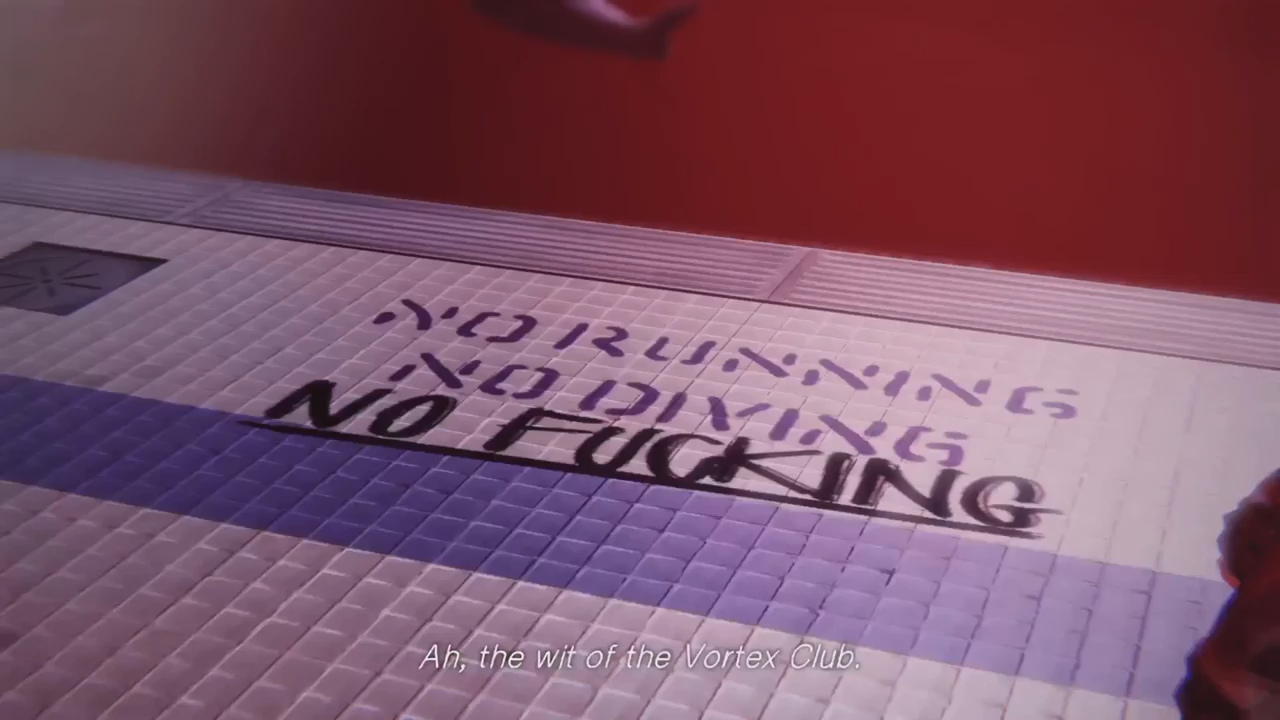 NO RUNNING
NO DIVING
NO FUCKING
Ah, the wit of the Vortex Club.